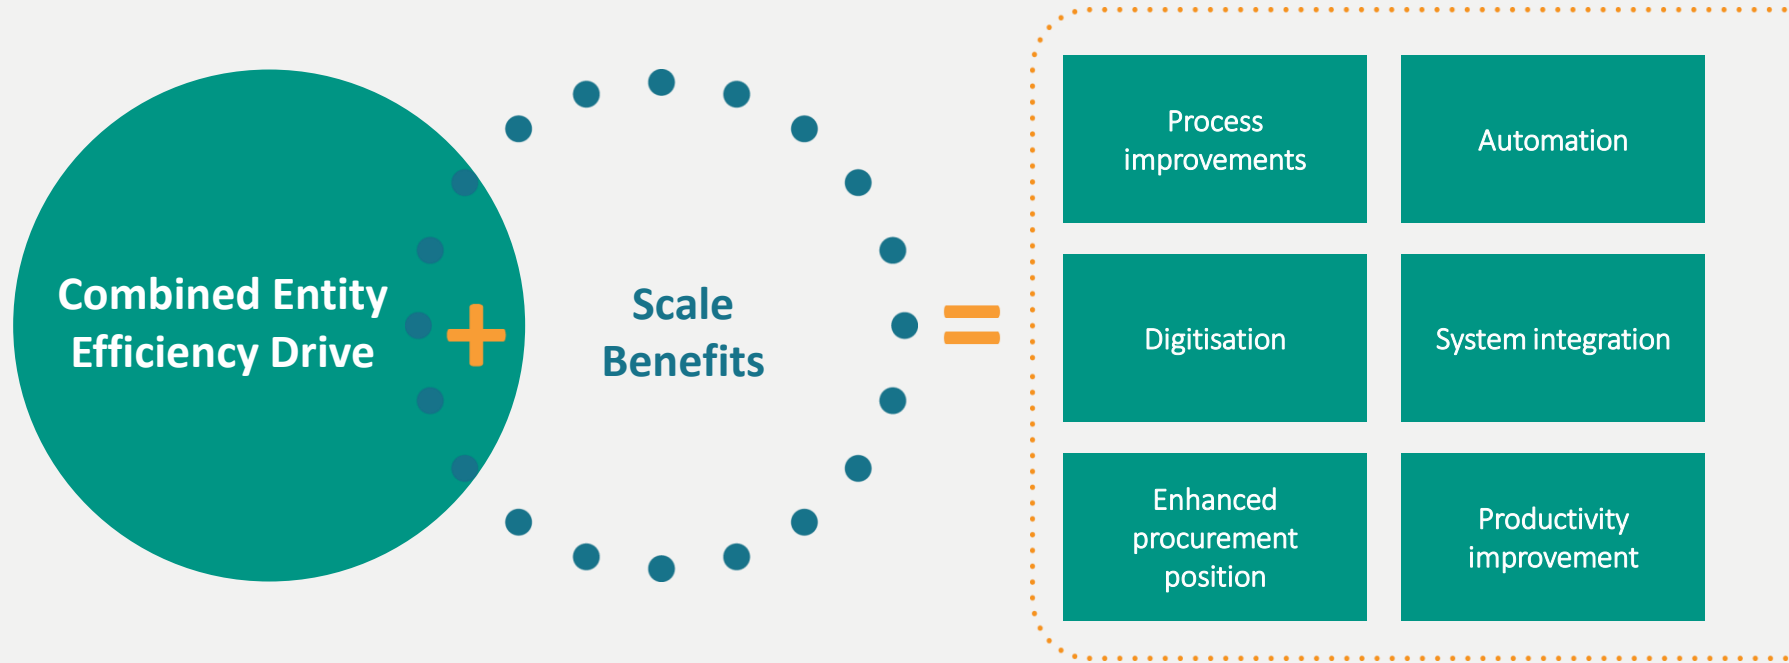 Combined Entity
Efficiency Drive
+
Scale
Benefits
=
Process
improvements
Automation
Digitisation
System integration
Enhanced
procurement
position
Productivity
improvement